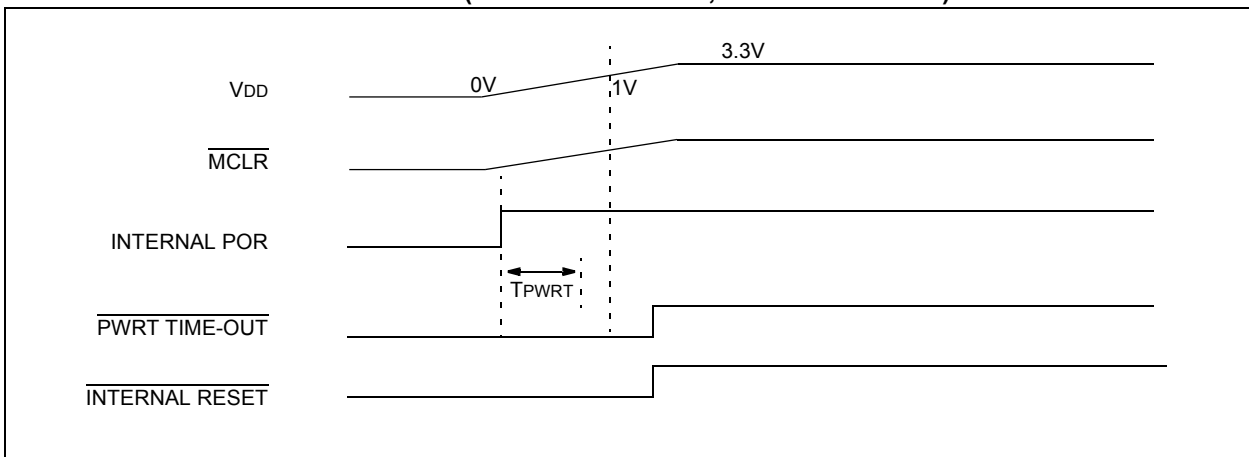 VDD
0V
1V
3.3V
MCLR
INTERNAL POR
TPWRT
PWRT TIME-OUT
INTERNAL RESET